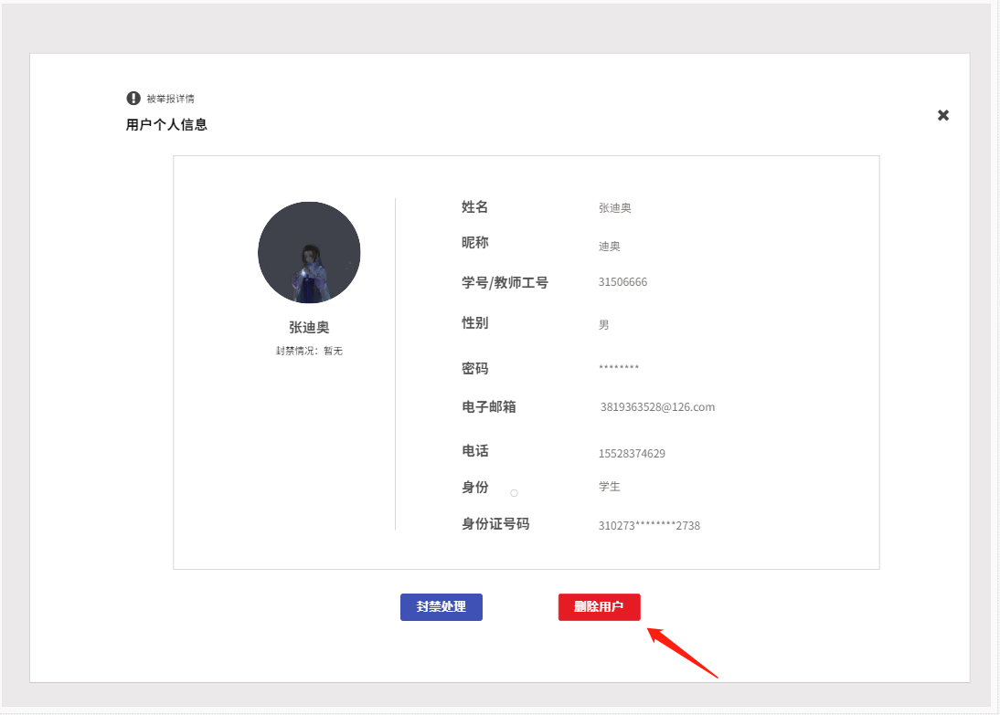 被举报详情
用户个人信息
张迪奥
封禁情况：暂无
姓名 张迪奥
昵称 迪奥
学号/教师工号 31506666
性别 男
密码 ********
电子邮箱 3819363528@126.com
电话 15528374629
身份 学生
身份证号码 310273********2738
封禁处理 删除用户